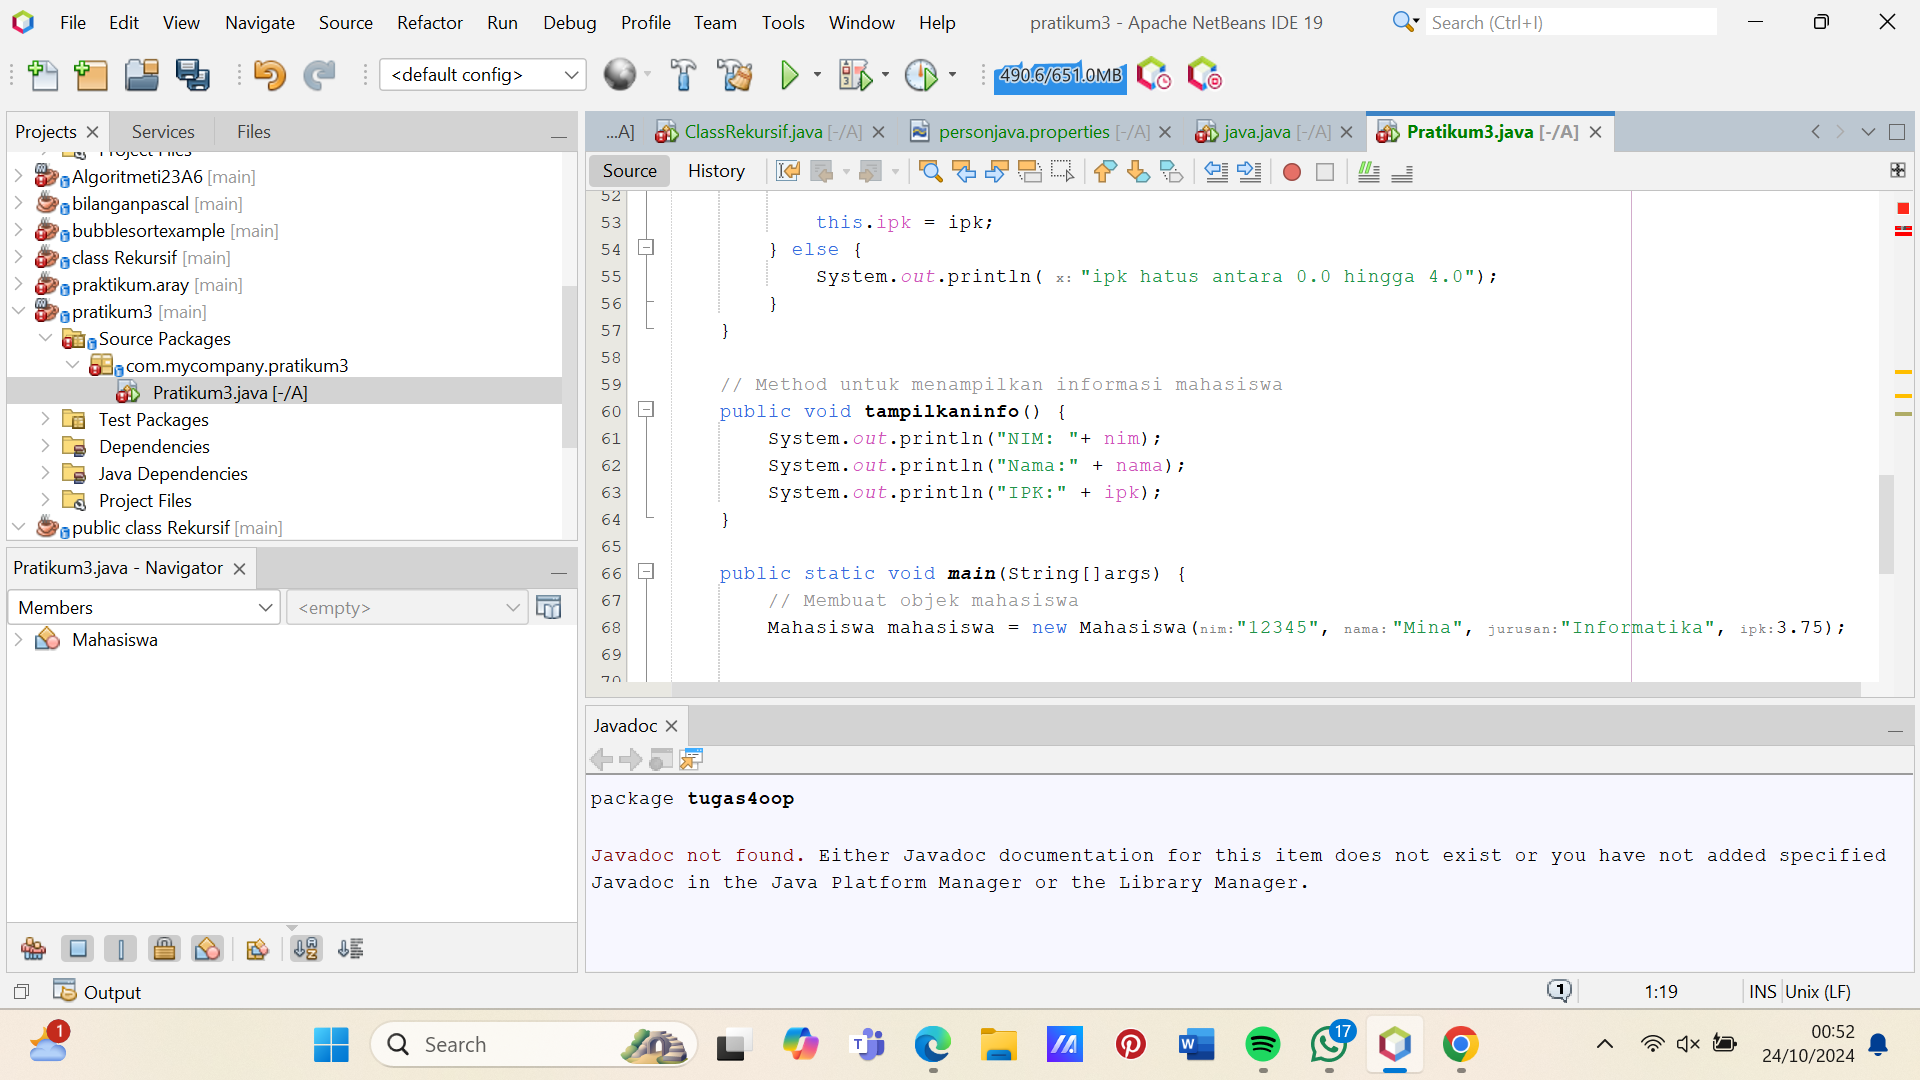 File Edit View Navigate Source Refactor Run Debug Profile Team Tools Window Help
pratikum3 - Apache NetBeans IDE 19
Search (Ctrl+I)
<default config>
490.6/651.0MB
Projects Services Files
Project Files
Algoritmeti23A6 [main]
bilanganpascal [main]
bubblesortexample [main]
class Rekursif [main]
praktikum.aray [main]
pratikum3 [main]
Source Packages
com.mycompany.pratikum3
Pratikum3.java [-/A]
Test Packages
Dependencies
Java Dependencies
Project Files
public class Rekursif [main]
Pratikum3.java - Navigator
Members
<empty>
Mahasiswa
...A] ClassRekursif.java [-/A] personjava.properties [-/A] java.java [-/A] Pratikum3.java [-/A]
Source History
52
53 this.ipk = ipk;
54 } else {
55 System.out.println( x: "ipk hatus antara 0.0 hingga 4.0");
56 }
57 }
58
59 // Method untuk menampilkan informasi mahasiswa
60 public void tampilkaninfo() {
61 System.out.println("NIM: "+ nim);
62 System.out.println("Nama:" + nama);
63 System.out.println("IPK:" + ipk);
64 }
65
66 public static void main(String[]args) {
67 // Membuat objek mahasiswa
68 Mahasiswa mahasiswa = new Mahasiswa(nim:"12345", nama:"Mina", jurusan:"Informatika", ipk:3.75);
69
70
Javadoc
package tugas4oop
Javadoc not found. Either Javadoc documentation for this item does not exist or you have not added specified
Javadoc in the Java Platform Manager or the Library Manager.
Output
1
1:19
INS Unix (LF)
1
Search
17
00:52
24/10/2024